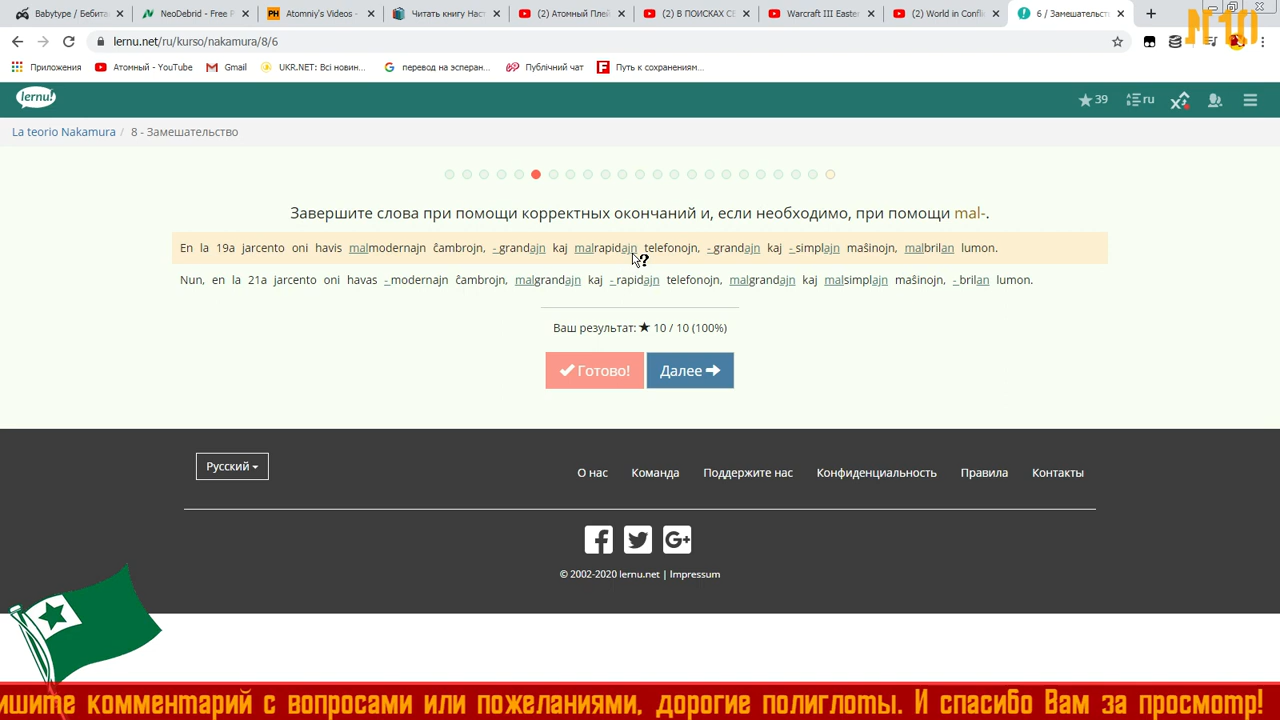 Babytype / Бебита
NeoDebrid - Free P
Atomniy's Videos -
Читать книгу Наст
(2) Атомный Плей
(2) В ПОИСКАХ СЕ
Warcraft III Easter
(2) World in Conflic
6 / Замешательств
N10
lernu.net/ru/kurso/nakamura/8/6
Приложения
Атомный - YouTube
Gmail
UKR.NET: Всі новин...
перевод на эсперан...
Публічний чат
Путь к сохранениям...
lernu!
39
ru
La teorio Nakamura / 8 - Замешательство
Завершите слова при помощи корректных окончаний и, если необходимо, при помощи mal-.
En la 19a jarcento oni havis malmodernajn ĉambrojn, -grandajn kaj malrapidajn telefonojn, -grandajn kaj -simplajn maŝinojn, malbrilan lumon.
Nun, en la 21a jarcento oni havas -modernajn ĉambrojn, malgrandajn kaj -rapidajn telefonojn, malgrandajn kaj malsimplajn maŝinojn, -brilan lumon.
Ваш результат: ★ 10 / 10 (100%)
Готово!
Далее
Русский
О нас
Команда
Поддержите нас
Конфиденциальность
Правила
Контакты
© 2002-2020 lernu.net | Impressum
ишите комментарий с вопросами или пожеланиями, дорогие полиглоты. И спасибо Вам за просмотр!